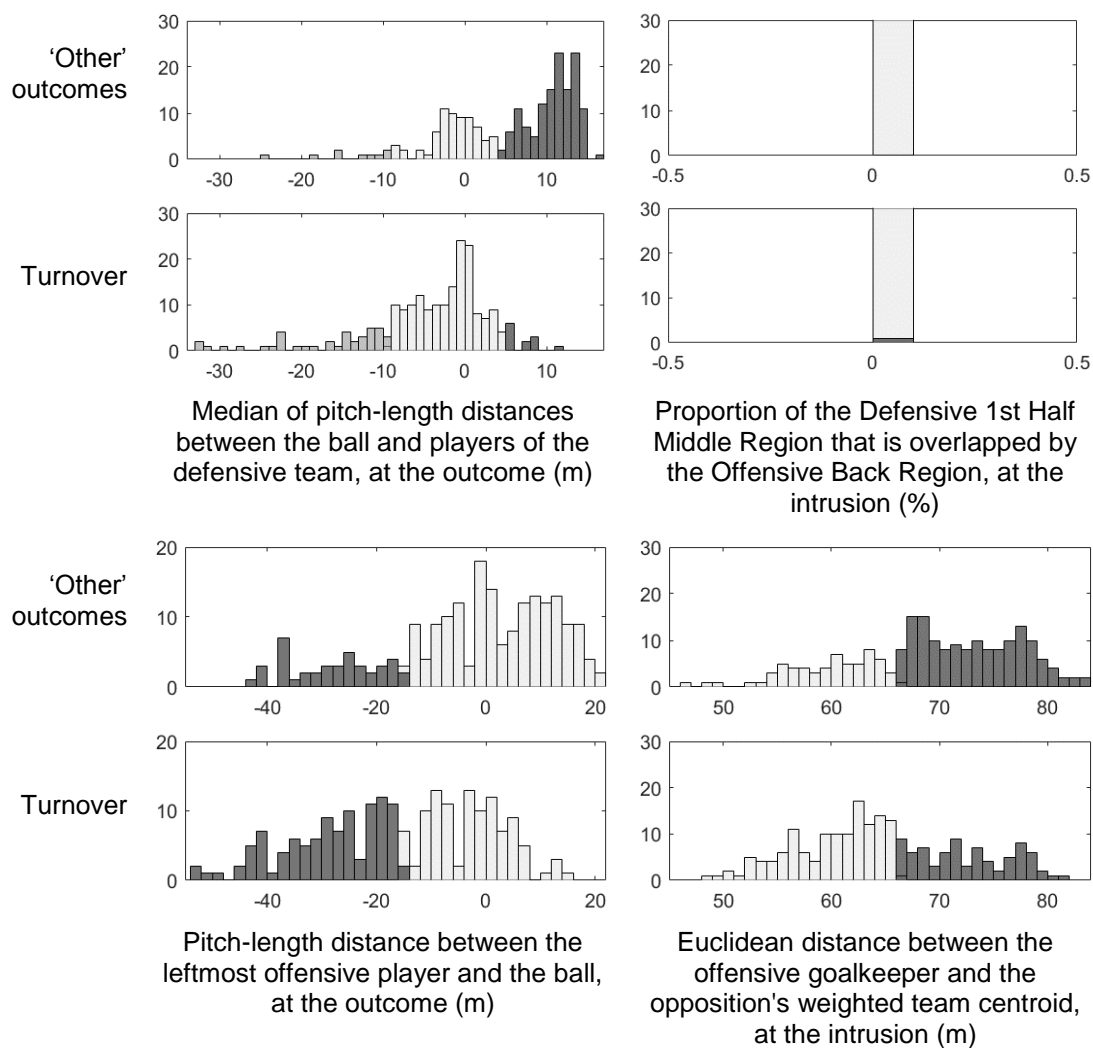 ‘Other’
outcomes
30
20
10
0
-30 -20 -10 0 10
30
20
10
0
-0.5 0 0.5
Turnover
30
20
10
0
-30 -20 -10 0 10
30
20
10
0
-0.5 0 0.5
Median of pitch-length distances
between the ball and players of the
defensive team, at the outcome (m)
Proportion of the Defensive 1st Half
Middle Region that is overlapped by
the Offensive Back Region, at the
intrusion (%)
‘Other’
outcomes
20
10
0
-40 -20 0 20
30
20
10
0
50 60 70 80
Turnover
20
10
0
-40 -20 0 20
30
20
10
0
50 60 70 80
Pitch-length distance between the
leftmost offensive player and the ball,
at the outcome (m)
Euclidean distance between the
offensive goalkeeper and the
opposition's weighted team centroid,
at the intrusion (m)